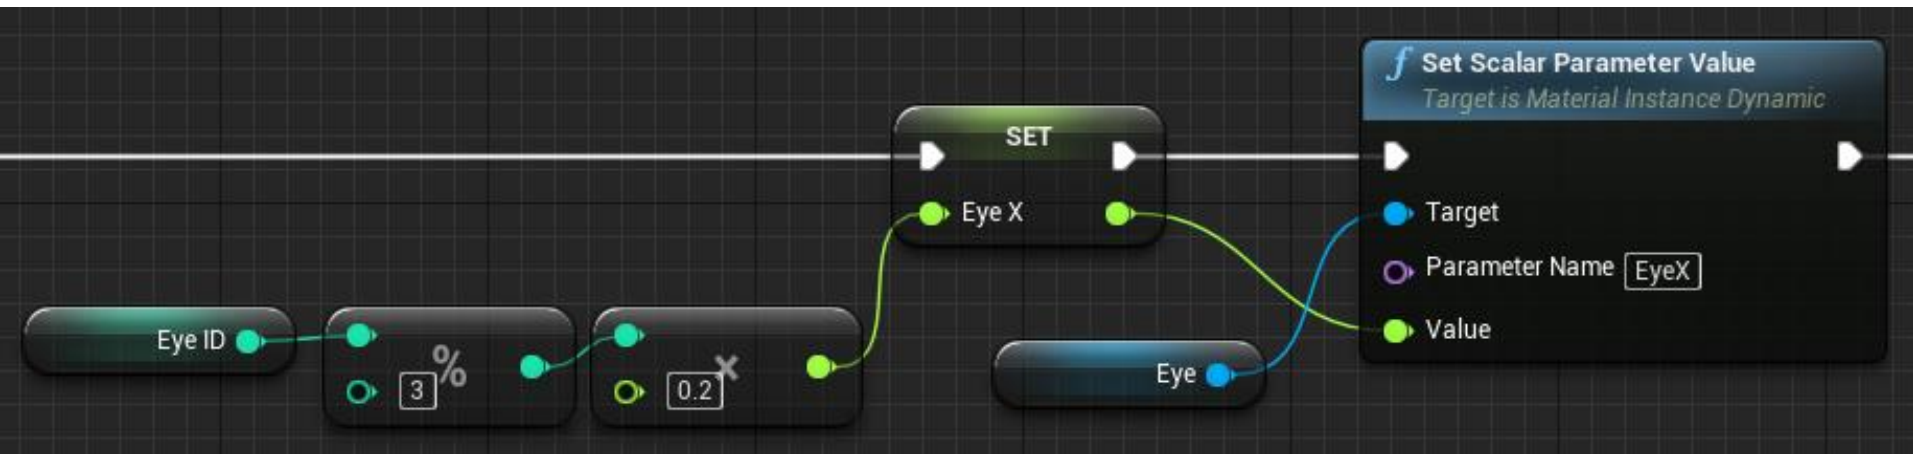 Set Scalar Parameter Value
Target is Material Instance Dynamic
SET
Eye X
Target
Parameter Name EyeX
Value
Eye ID
%
3
×
0.2
Eye